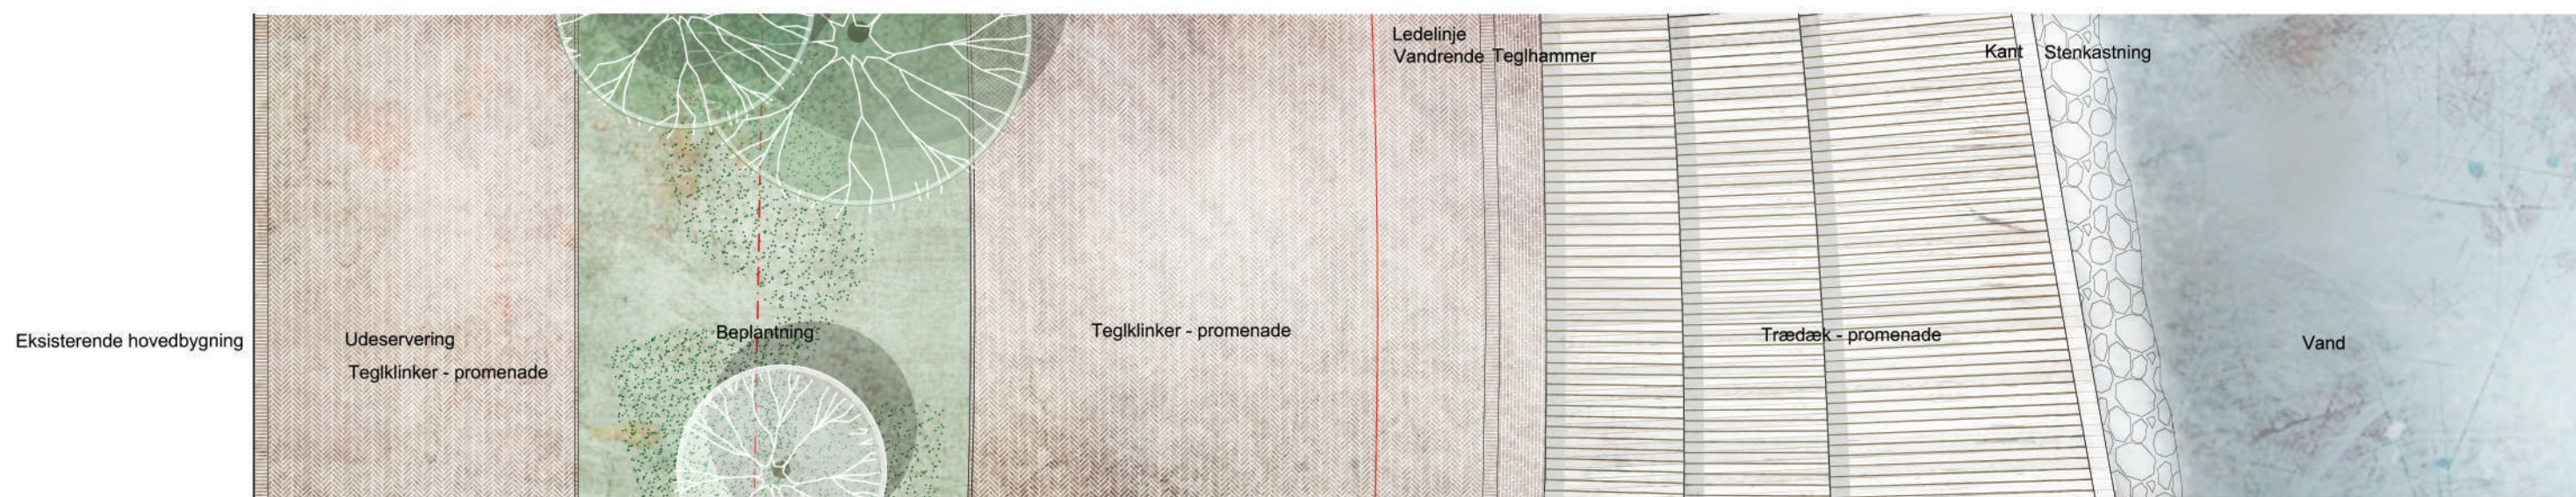 Eksisterende hovedbygning
Udeservering
Teglklinker - promenade
Beplantning
Teglklinker - promenade
Ledelinje
Vandrende
Teglhammer
Trædæk - promenade
Kant
Stenkastning
Vand